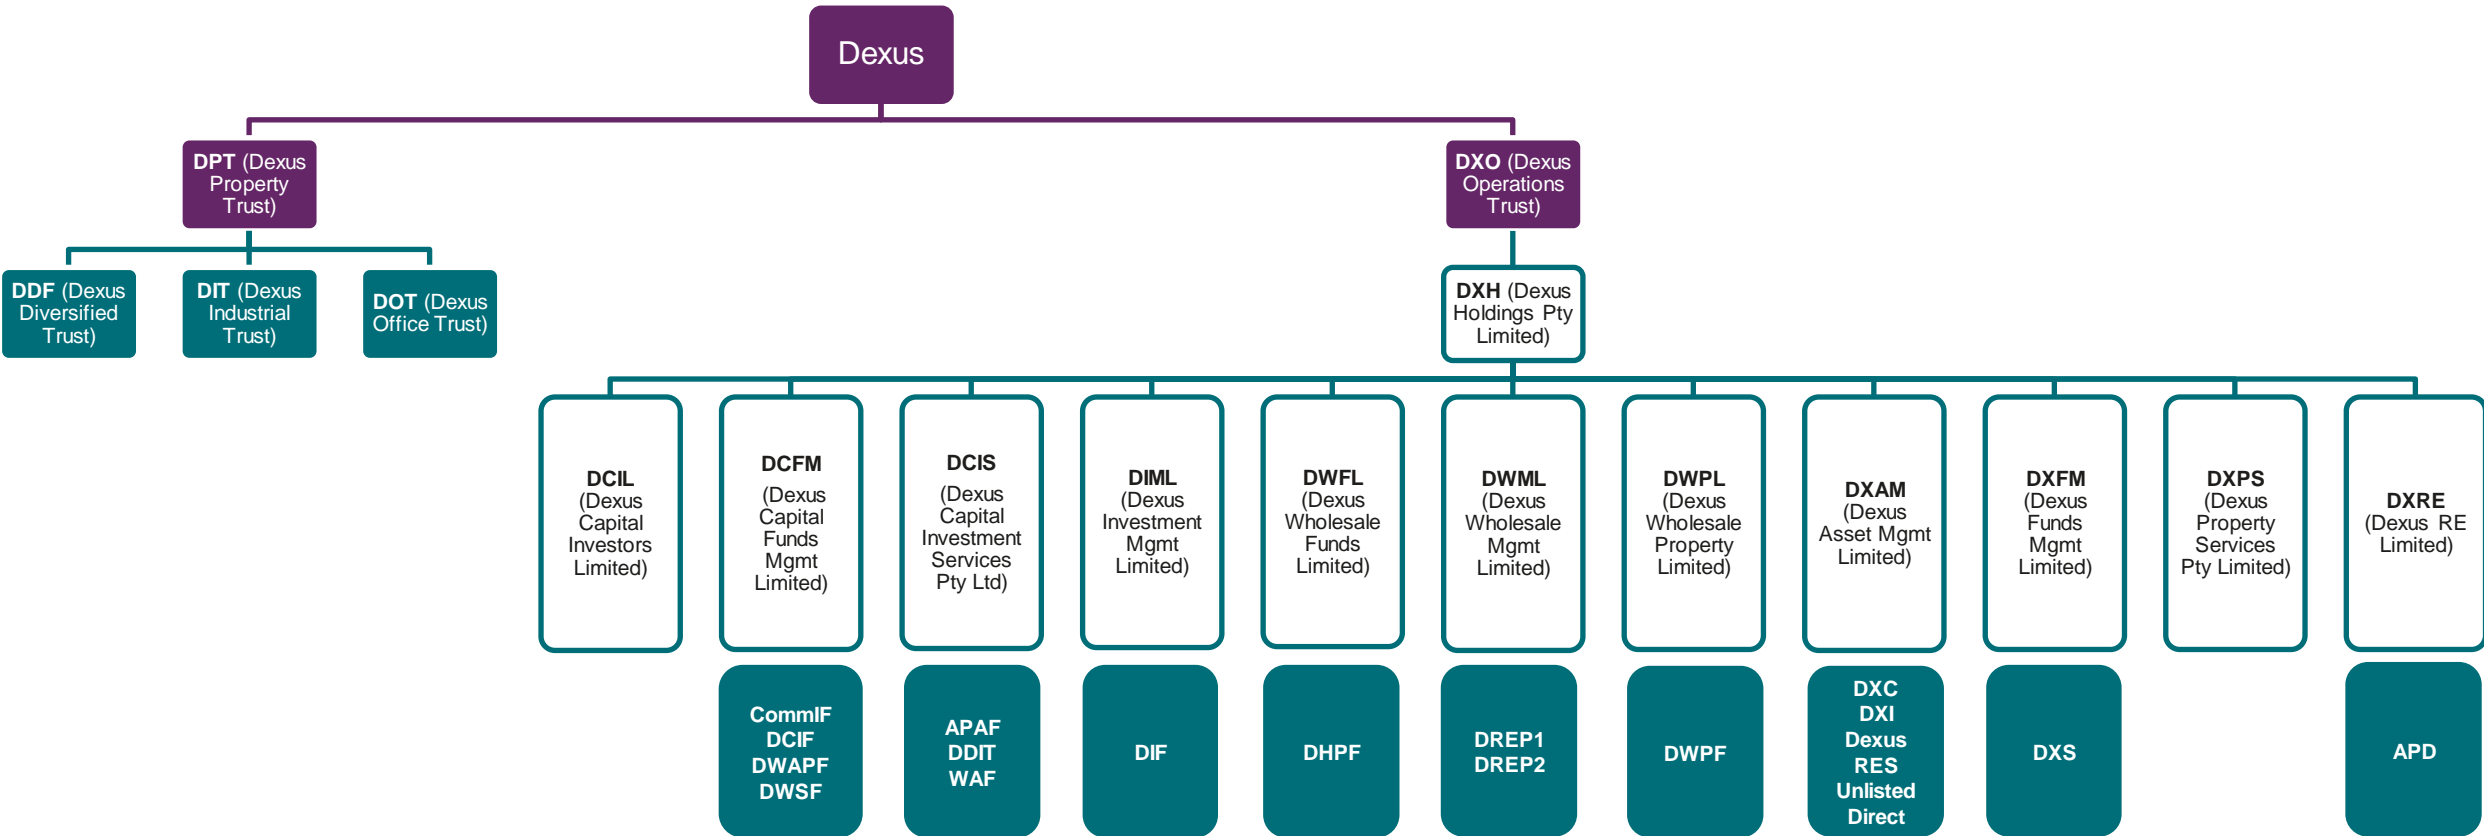 Dexus
DPT (Dexus
Property
Trust)
DXO (Dexus
Operations
Trust)
DDF (Dexus
Diversified
Trust)
DIT (Dexus
Industrial
Trust)
DOT (Dexus
Office Trust)
DXH (Dexus
Holdings Pty
Limited)
DCIL
(Dexus
Capital
Investors
Limited)
DCFM
(Dexus
Capital
Funds
Mgmt
Limited)
DCIS
(Dexus
Capital
Investment
Services
Pty Ltd)
DIML
(Dexus
Investment
Mgmt
Limited)
DWFL
(Dexus
Wholesale
Funds
Limited)
DWML
(Dexus
Wholesale
Mgmt
Limited)
DWPL
(Dexus
Wholesale
Property
Limited)
DXAM
(Dexus
Asset Mgmt
Limited)
DXFM
(Dexus
Funds
Mgmt
Limited)
DXPS
(Dexus
Property
Services
Pty Limited)
DXRE
(Dexus RE
Limited)
CommIF
DCIF
DWAPF
DWSF
APAF
DDIT
WAF
DIF
DHPF
DREP1
DREP2
DWPF
DXC
DXI
Dexus
RES
Unlisted
Direct
DXS
APD